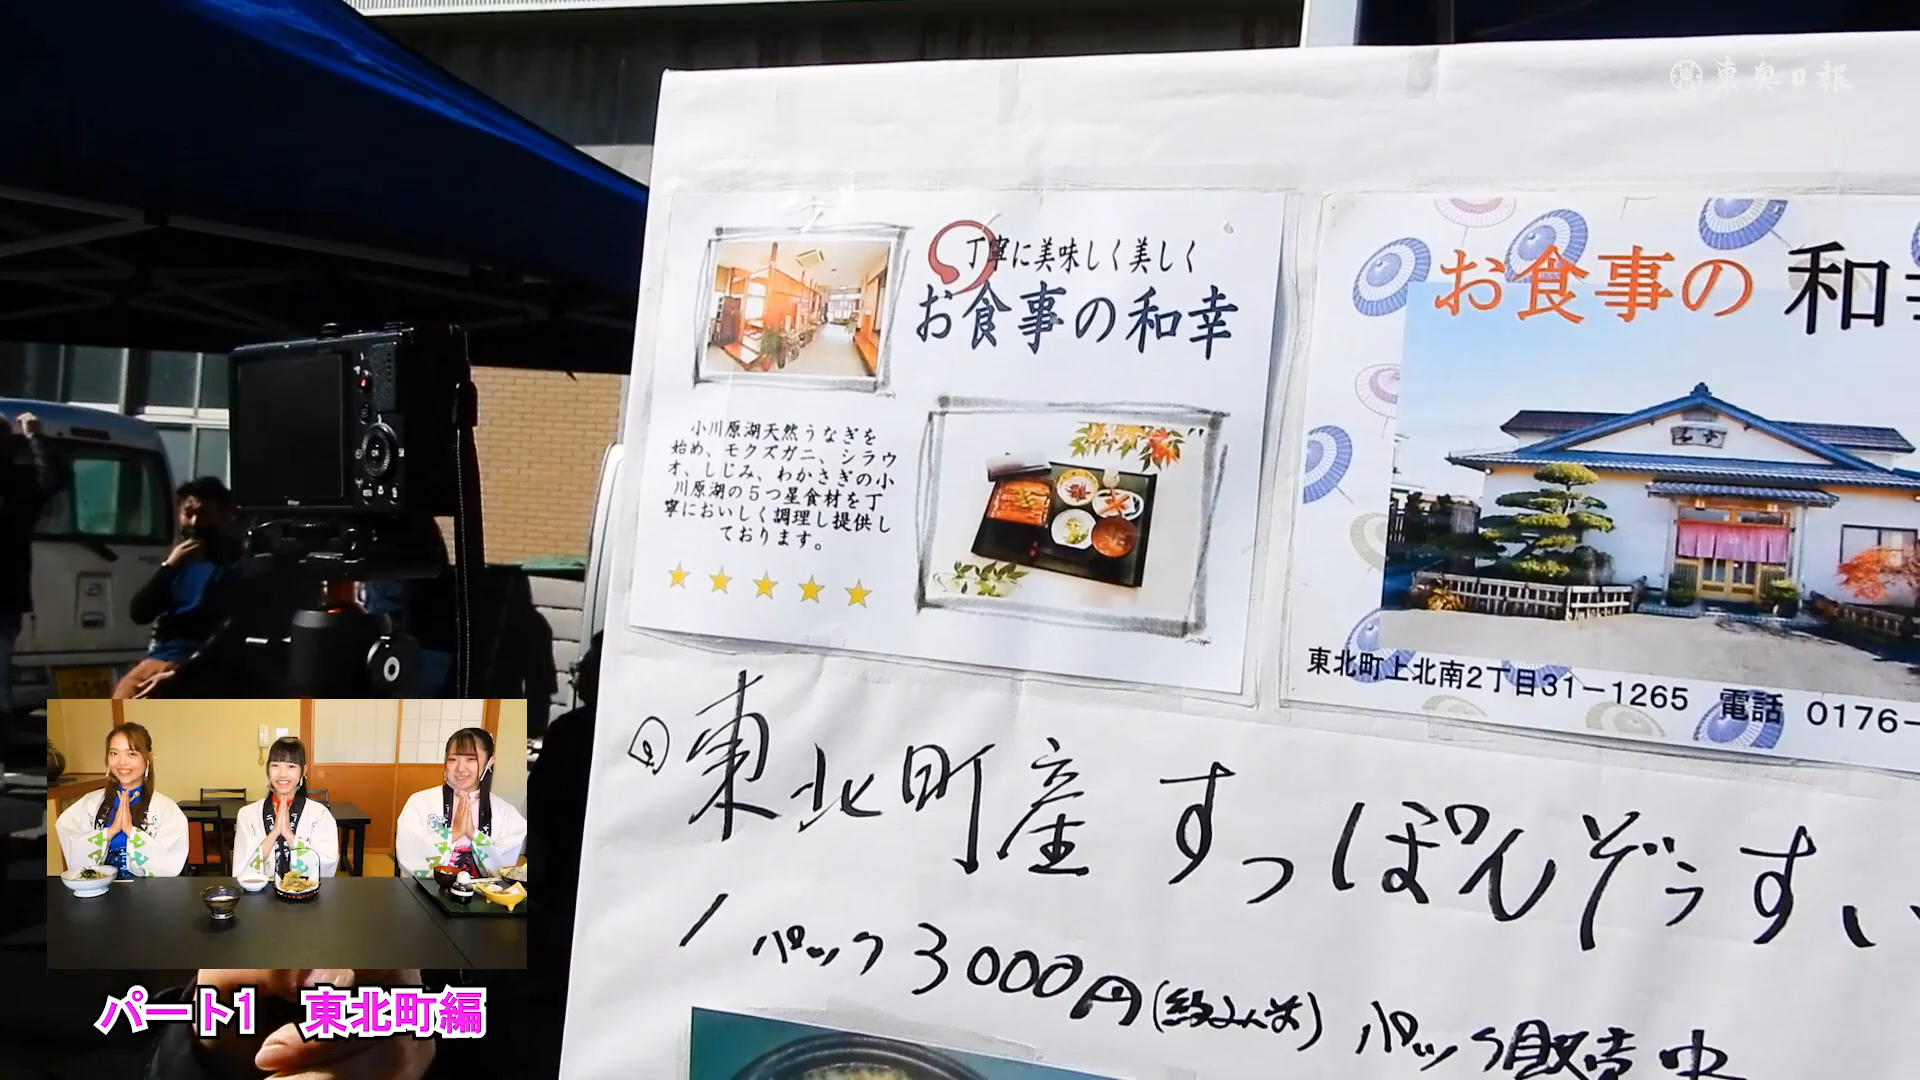 東奥日報
丁寧に美味しく美しく
お食事の和幸
小川原湖天然うなぎを
始め、モクズガニ、シラウ
オ、しじみ、わかさぎの小
川原湖の5つ星食材を丁
寧においしく調理し提供し
ております。
お食事の 和
東北町上北南2丁目31-1265 電話 0176-
東北町産 すっぽんぞうすい
1パック 3000円(約2人前) パック販売中
パート1 東北町編